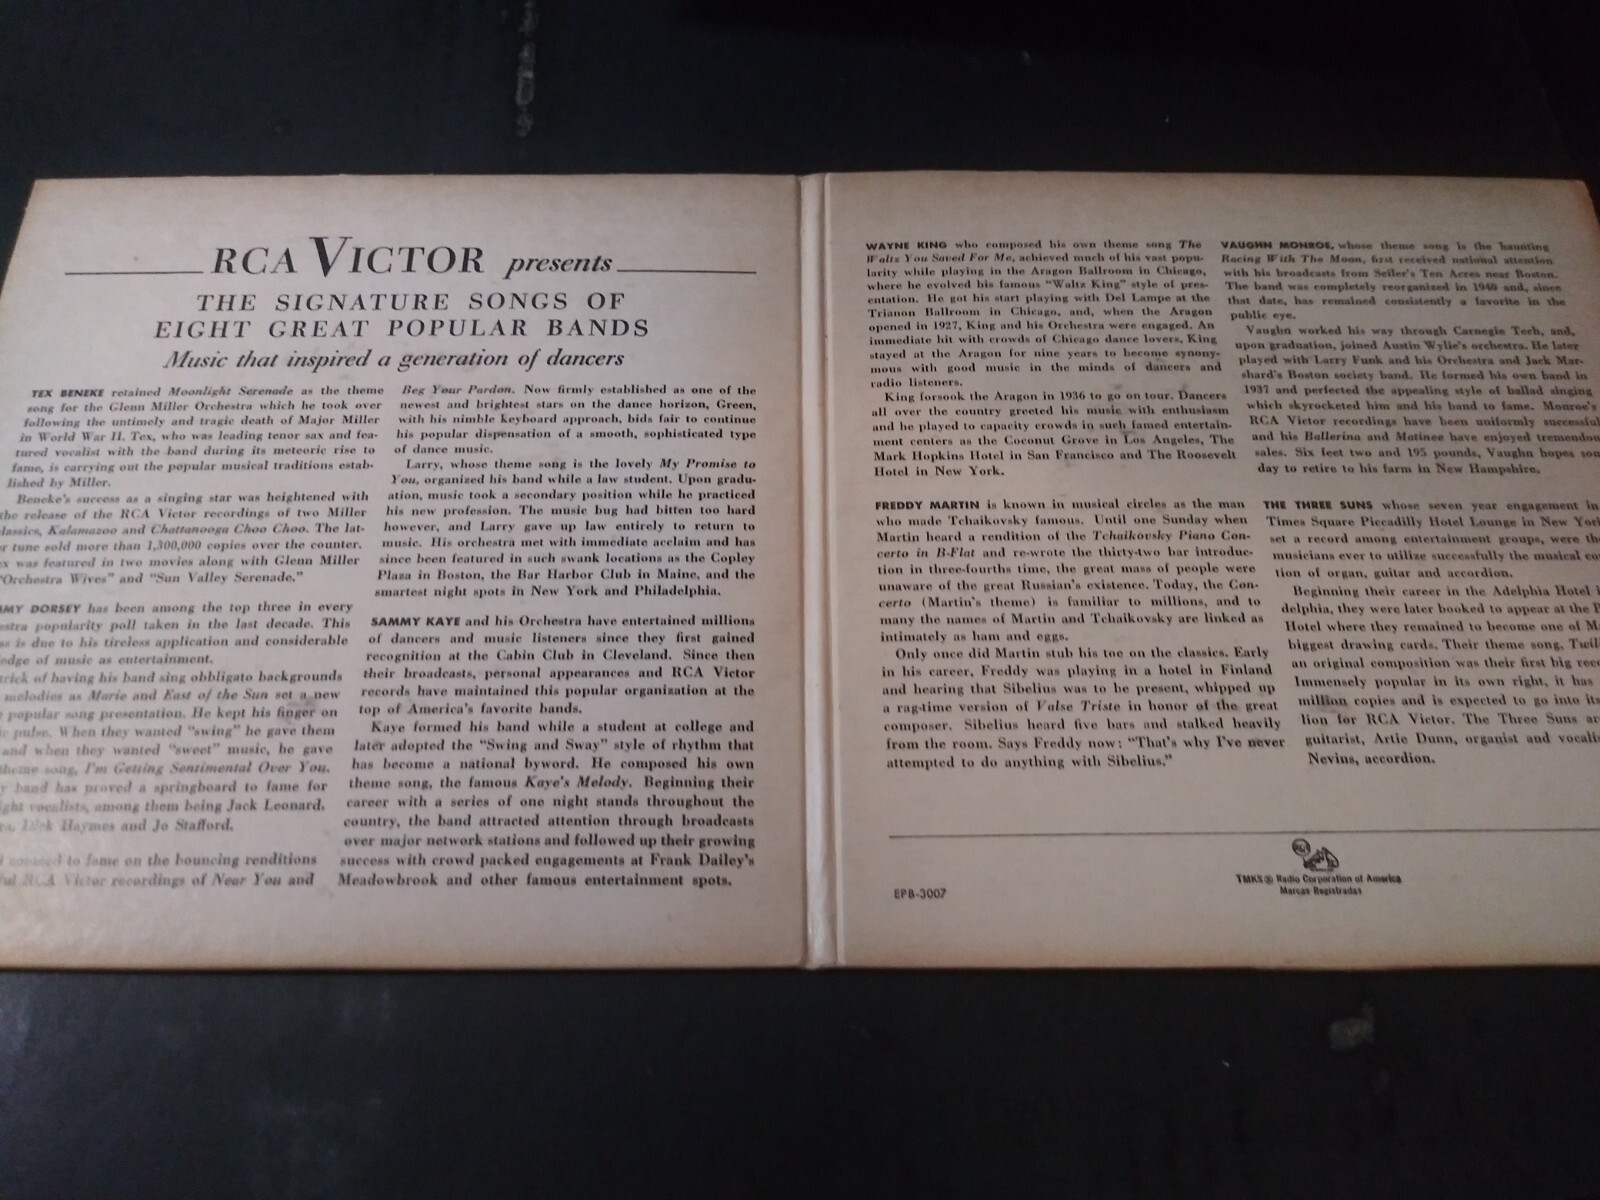 RCA VICTOR presents
THE SIGNATURE SONGS OF
EIGHT GREAT POPULAR BANDS
Music that inspired a generation of dancers
TEX BENEKE retained Moonlight Serenade as the theme
song for the Glenn Miller Orchestra which he took over
following the untimely and tragic death of Major Miller
in World War II. Tex, who was leading tenor sax and fea-
tured vocalist with the band during its meteoric rise to
fame, is carrying out the popular musical traditions estab-
lished by Miller.
Beneke's success as a singing star was heightened with
the release of the RCA Victor recordings of two Miller
classics, Kalamazoo and Chattanooga Choo Choo. The lat-
tune sold more than 1,300,000 copies over the counter.
was featured in two movies along with Glenn Miller
"Orchestra Wives" and "Sun Valley Serenade."
DORSEY has been among the top three in every
popularity poll taken in the last decade. This
is due to his tireless application and considerable
of music as entertainment.
trick of having his band sing obbligato backgrounds
melodies as Marie and East of the Sun set a new
popular song presentation. He kept his finger on
pulse. When they wanted "swing" he gave them
and when they wanted "sweet" music, he gave
theme song, I'm Getting Sentimental Over You.
band has proved a springboard to fame for
vocalists, among them being Jack Leonard,
Dick Haymes and Jo Stafford.
to fame on the bouncing renditions
RCA Victor recordings of Near You and
Beg Your Pardon. Now firmly established as one of the
newest and brightest stars on the dance horizon, Green,
with his nimble keyboard approach, bids fair to continue
his popular dispensation of a smooth, sophisticated type
of dance music.
Larry, whose theme song is the lovely My Promise to
You, organized his band while a law student. Upon gradu-
ation, music took a secondary position while he practiced
his new profession. The music bug had bitten too hard
however, and Larry gave up law entirely to return to
music. His orchestra met with immediate acclaim and has
since been featured in such swank locations as the Copley
Plaza in Boston, the Bar Harbor Club in Maine, and the
smartest night spots in New York and Philadelphia.
SAMMY KAYE and his Orchestra have entertained millions
of dancers and music listeners since they first gained
recognition at the Cabin Club in Cleveland. Since then
their broadcasts, personal appearances and RCA Victor
records have maintained this popular organization at the
top of America's favorite bands.
Kaye formed his band while a student at college and
later adopted the "Swing and Sway" style of rhythm that
has become a national byword. He composed his own
theme song, the famous Kaye's Melody. Beginning their
career with a series of one night stands throughout the
country, the band attracted attention through broadcasts
over major network stations and followed up their growing
success with crowd packed engagements at Frank Dailey's
Meadowbrook and other famous entertainment spots.
WAYNE KING who composed his own theme song The
Waltz You Saved For Me, achieved much of his vast popu-
larity while playing in the Aragon Ballroom in Chicago,
where he evolved his famous "Waltz King" style of pres-
entation. He got his start playing with Del Lampe at the
Trianon Ballroom in Chicago, and, when the Aragon
opened in 1927, King and his Orchestra were engaged. An
immediate hit with crowds of Chicago dance lovers, King
stayed at the Aragon for nine years to become synony-
mous with good music in the minds of dancers and
radio listeners.
King forsook the Aragon in 1936 to go on tour. Dancers
all over the country greeted his music with enthusiasm
and he played to capacity crowds in such famed entertain-
ment centers as the Coconut Grove in Los Angeles, The
Mark Hopkins Hotel in San Francisco and The Roosevelt
Hotel in New York.
FREDDY MARTIN is known in musical circles as the man
who made Tchaikovsky famous. Until one Sunday when
Martin heard a rendition of the Tchaikovsky Piano Con-
certo in B-Flat and re-wrote the thirty-two bar introduc-
tion in three-fourths time, the great mass of people were
unaware of the great Russian's existence. Today, the Con-
certo (Martin's theme) is familiar to millions, and to
many the names of Martin and Tchaikovsky are linked as
intimately as ham and eggs.
Only once did Martin stub his toe on the classics. Early
in his career, Freddy was playing in a hotel in Finland
and hearing that Sibelius was to be present, whipped up
a rag-time version of Valse Triste in honor of the great
composer. Sibelius heard five bars and stalked heavily
from the room. Says Freddy now: "That's why I've never
attempted to do anything with Sibelius."
VAUGHN MONROE, whose theme song is the haunting
Racing With The Moon, first received national attention
with his broadcasts from Seiler's Ten Acres near Boston.
The band was completely reorganized in 1940 and, since
that date, has remained consistently a favorite in the
public eye.
Vaughn worked his way through Carnegie Tech, and,
upon graduation, joined Austin Wylie's orchestra. He later
played with Larry Funk and his Orchestra and Jack Mar-
shard's Boston society band. He formed his own band in
1937 and perfected the appealing style of ballad singing
which skyrocketed him and his band to fame. Monroe's
RCA Victor recordings have been uniformly successful
and his Ballerina and Matinee have enjoyed tremendou
sales. Six feet two and 195 pounds, Vaughn hopes som
day to retire to his farm in New Hampshire.
THE THREE SUNS whose seven year engagement in
Times Square Piccadilly Hotel Lounge in New York
set a record among entertainment groups, were the
musicians ever to utilize successfully the musical co
tion of organ, guitar and accordion.
Beginning their career in the Adelphia Hotel i
delphia, they were later booked to appear at the P
Hotel where they remained to become one of M
biggest drawing cards. Their theme song, Twili
an original composition was their first big reco
Immensely popular in its own right, it has
million copies and is expected to go into its
lion for RCA Victor. The Three Suns ar
guitarist, Artie Dunn, organist and vocali
Nevins, accordion.
EPB-3007
TMKS ® Radio Corporation of America
Marcas Registradas